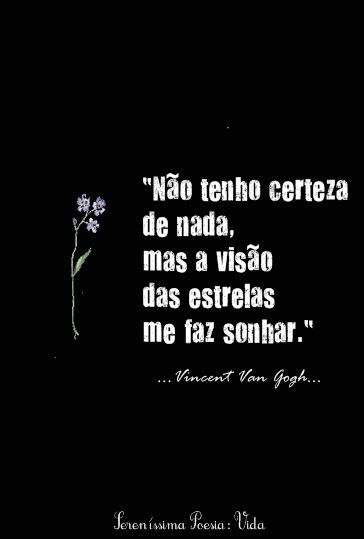 "Não tenho certeza
de nada,
mas a visão
das estrelas
me faz sonhar."
...Vincent Van Gogh...
Sereníssima Poesia: Vida